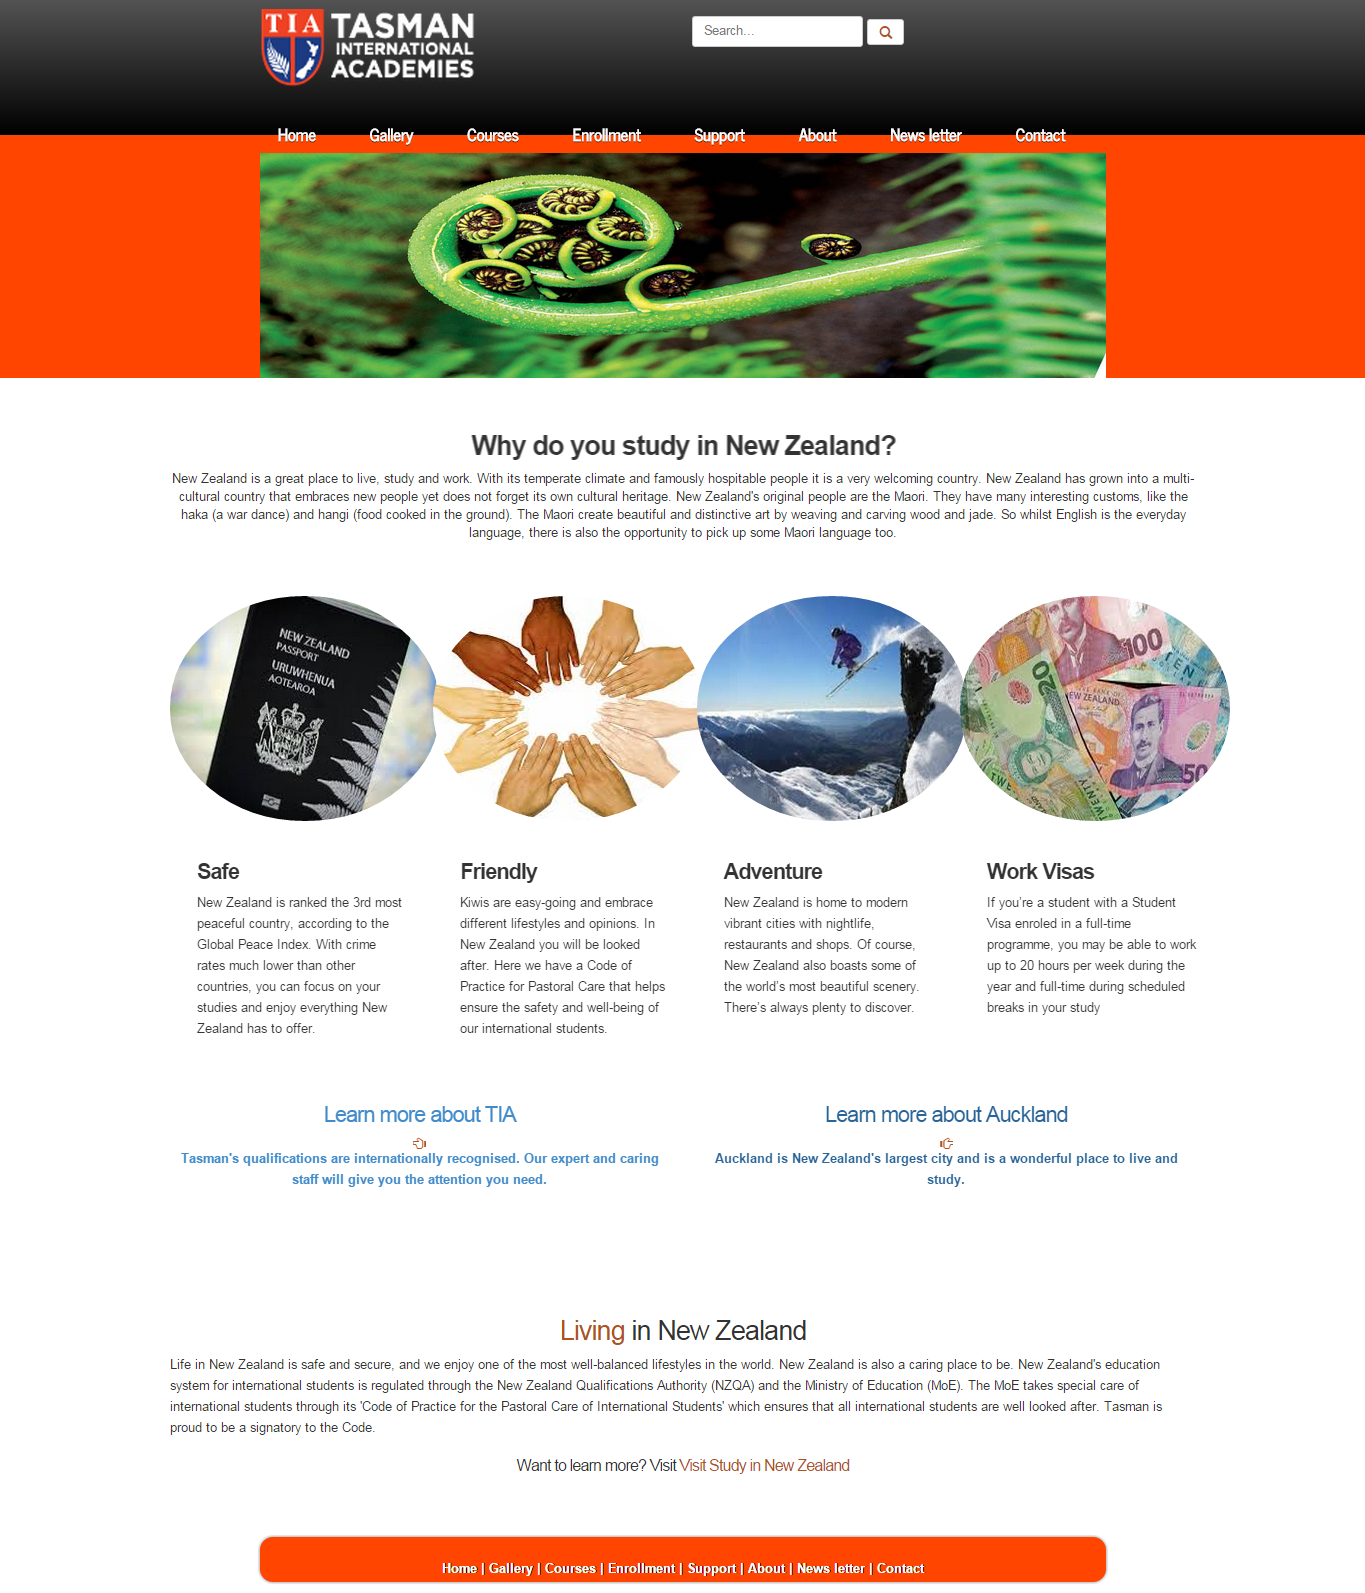 TIA TASMAN
INTERNATIONAL
ACADEMIES
Search...
Home Gallery Courses Enrollment Support About News letter Contact
Why do you study in New Zealand?
New Zealand is a great place to live, study and work. With its temperate climate and famously hospitable people it is a very welcoming country. New Zealand has grown into a multi-
cultural country that embraces new people yet does not forget its own cultural heritage. New Zealand's original people are the Maori. They have many interesting customs, like the
haka (a war dance) and hangi (food cooked in the ground). The Maori create beautiful and distinctive art by weaving and carving wood and jade. So whilst English is the everyday
language, there is also the opportunity to pick up some Maori language too.
NEW ZEALAND
PASSPORT
URUWHENUA
AOTEAROA
100
TEN
20
NEW ZEALAND
50
TWENTY
Safe
New Zealand is ranked the 3rd most
peaceful country, according to the
Global Peace Index. With crime
rates much lower than other
countries, you can focus on your
studies and enjoy everything New
Zealand has to offer.
Friendly
Kiwis are easy-going and embrace
different lifestyles and opinions. In
New Zealand you will be looked
after. Here we have a Code of
Practice for Pastoral Care that helps
ensure the safety and well-being of
our international students.
Adventure
New Zealand is home to modern
vibrant cities with nightlife,
restaurants and shops. Of course,
New Zealand also boasts some of
the world's most beautiful scenery.
There's always plenty to discover.
Work Visas
If you're a student with a Student
Visa enroled in a full-time
programme, you may be able to work
up to 20 hours per week during the
year and full-time during scheduled
breaks in your study
Learn more about TIA
Tasman's qualifications are internationally recognised. Our expert and caring
staff will give you the attention you need.
Learn more about Auckland
Auckland is New Zealand's largest city and is a wonderful place to live and
study.
Living in New Zealand
Life in New Zealand is safe and secure, and we enjoy one of the most well-balanced lifestyles in the world. New Zealand is also a caring place to be. New Zealand's education
system for international students is regulated through the New Zealand Qualifications Authority (NZQA) and the Ministry of Education (MoE). The MoE takes special care of
international students through its 'Code of Practice for the Pastoral Care of International Students' which ensures that all international students are well looked after. Tasman is
proud to be a signatory to the Code.
Want to learn more? Visit Visit Study in New Zealand
Home | Gallery | Courses | Enrollment | Support | About | News letter | Contact